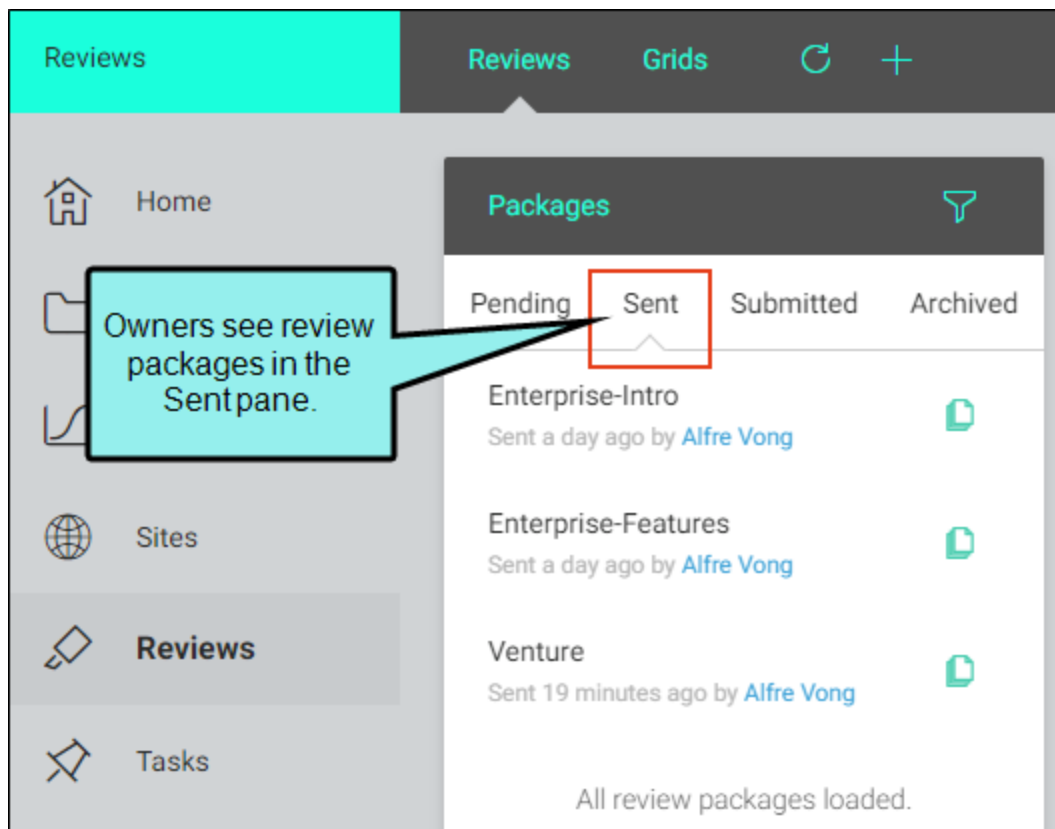 Reviews
Reviews Grids
Home
Packages
Owners see review
packages in the
Sent pane.
Pending Sent Submitted Archived
Enterprise-Intro
Sent a day ago by Alfre Vong
Enterprise-Features
Sent a day ago by Alfre Vong
Sites
Reviews
Venture
Sent 19 minutes ago by Alfre Vong
Tasks
All review packages loaded.